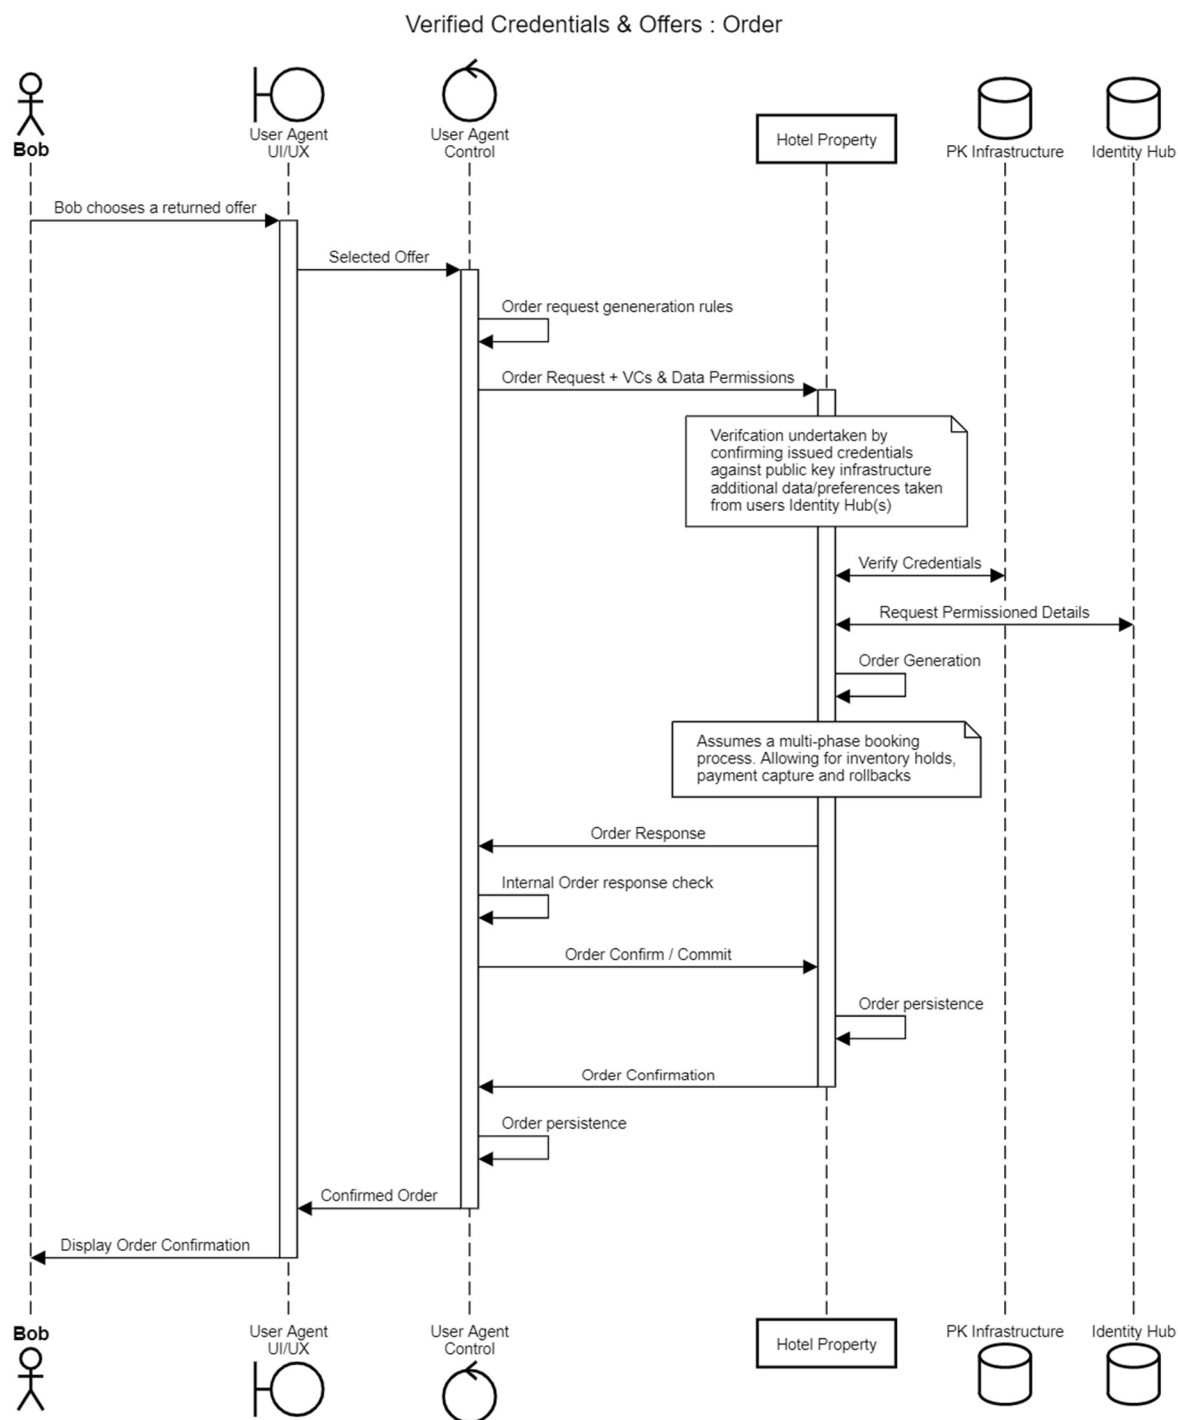 Verified Credentials & Offers : Order
Bob
User Agent
UI/UX
User Agent
Control
Hotel Property
PK Infrastructure
Identity Hub
Bob chooses a returned offer
Selected Offer
Order request geneneration rules
Order Request + VCs & Data Permissions
Verifcation undertaken by
confirming issued credentials
against public key infrastructure
additional data/preferences taken
from users Identity Hub(s)
Verify Credentials
Request Permissioned Details
Order Generation
Assumes a multi-phase booking
process. Allowing for inventory holds,
payment capture and rollbacks
Order Response
Internal Order response check
Order Confirm / Commit
Order persistence
Order Confirmation
Order persistence
Confirmed Order
Display Order Confirmation
Bob
User Agent
UI/UX
User Agent
Control
Hotel Property
PK Infrastructure
Identity Hub